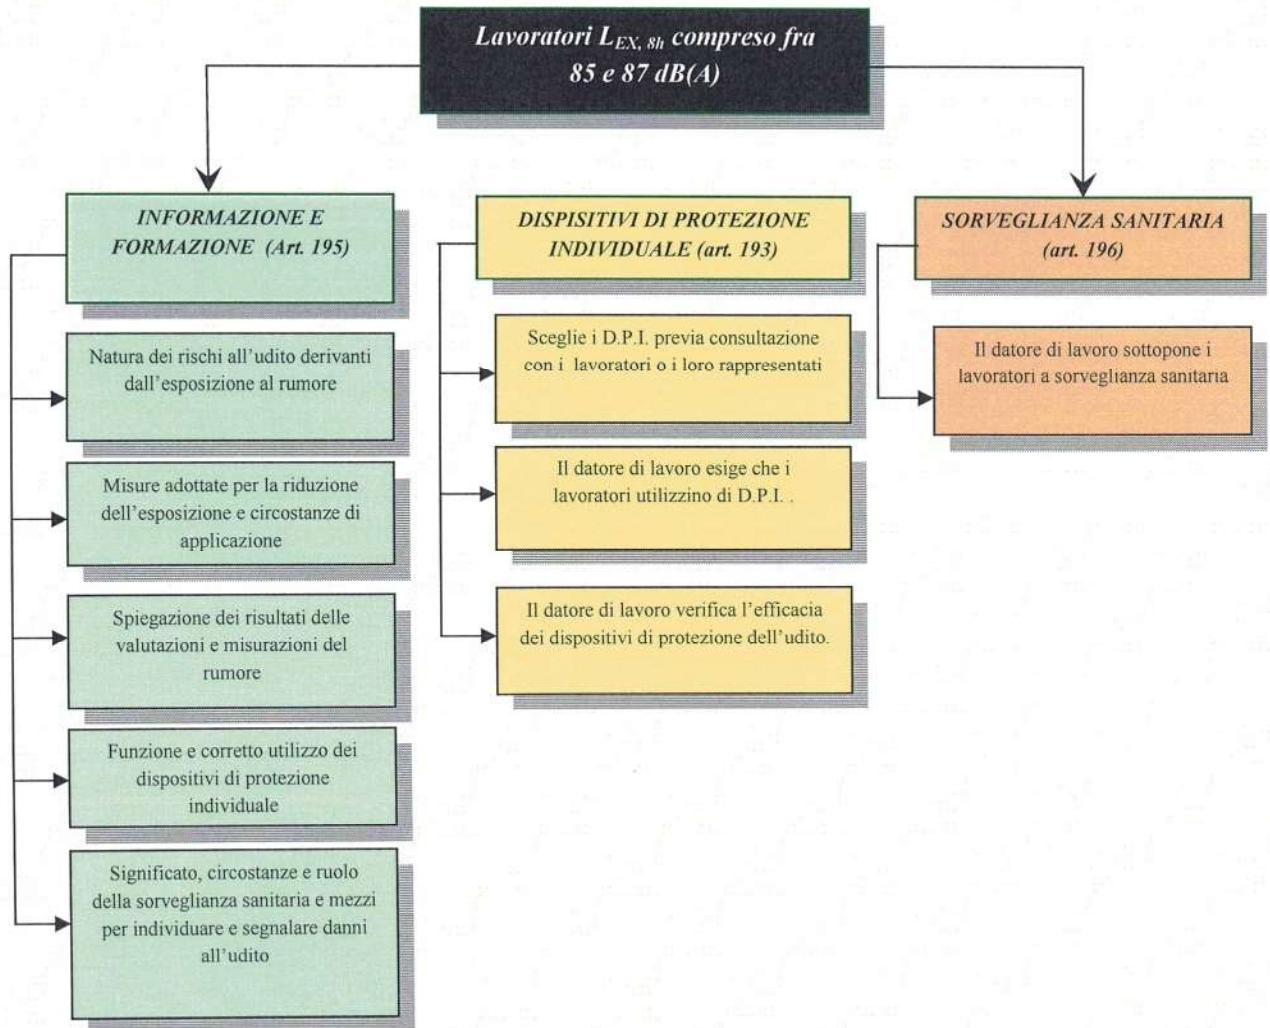 Lavoratori L_EX, 8h compreso fra
85 e 87 dB(A)
INFORMAZIONE E
FORMAZIONE (Art. 195)
Natura dei rischi all'udito derivanti
dall'esposizione al rumore
Misure adottate per la riduzione
dell'esposizione e circostanze di
applicazione
Spiegazione dei risultati delle
valutazioni e misurazioni del
rumore
Funzione e corretto utilizzo dei
dispositivi di protezione
individuale
Significato, circostanze e ruolo
della sorveglianza sanitaria e mezzi
per individuare e segnalare danni
all'udito
DISPISITIVI DI PROTEZIONE
INDIVIDUALE (art. 193)
Sceglie i D.P.I. previa consultazione
con i lavoratori o i loro rappresentati
Il datore di lavoro esige che i
lavoratori utilizzino di D.P.I. .
Il datore di lavoro verifica l'efficacia
dei dispositivi di protezione dell'udito.
SORVEGLIANZA SANITARIA
(art. 196)
Il datore di lavoro sottopone i
lavoratori a sorveglianza sanitaria